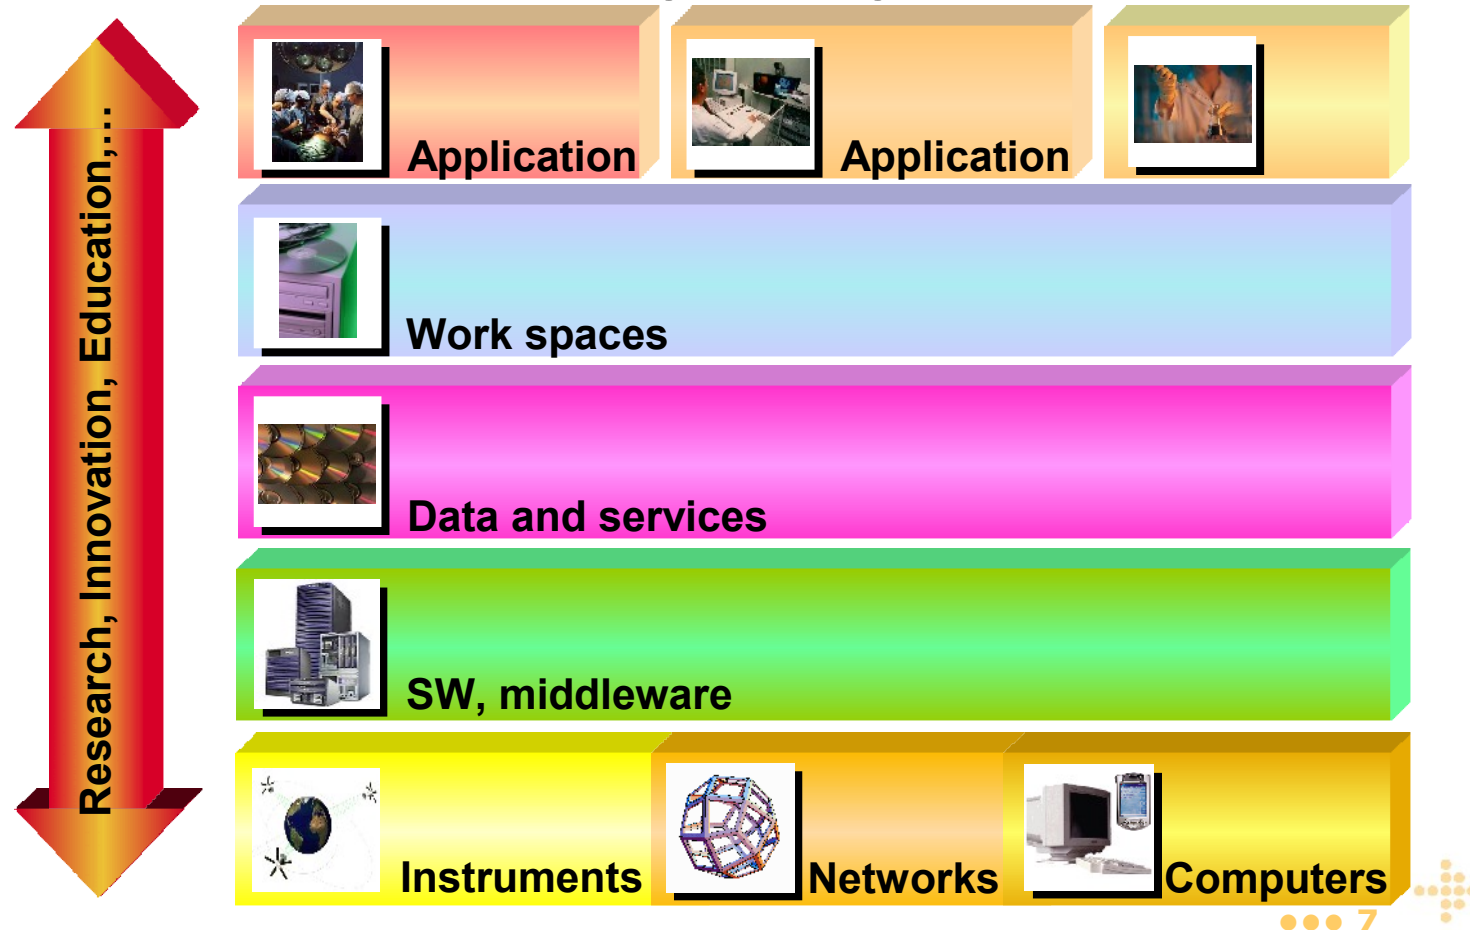 Research, Innovation, Education,...
Application
Application
Work spaces
Data and services
SW, middleware
Instruments
Networks
Computers
7